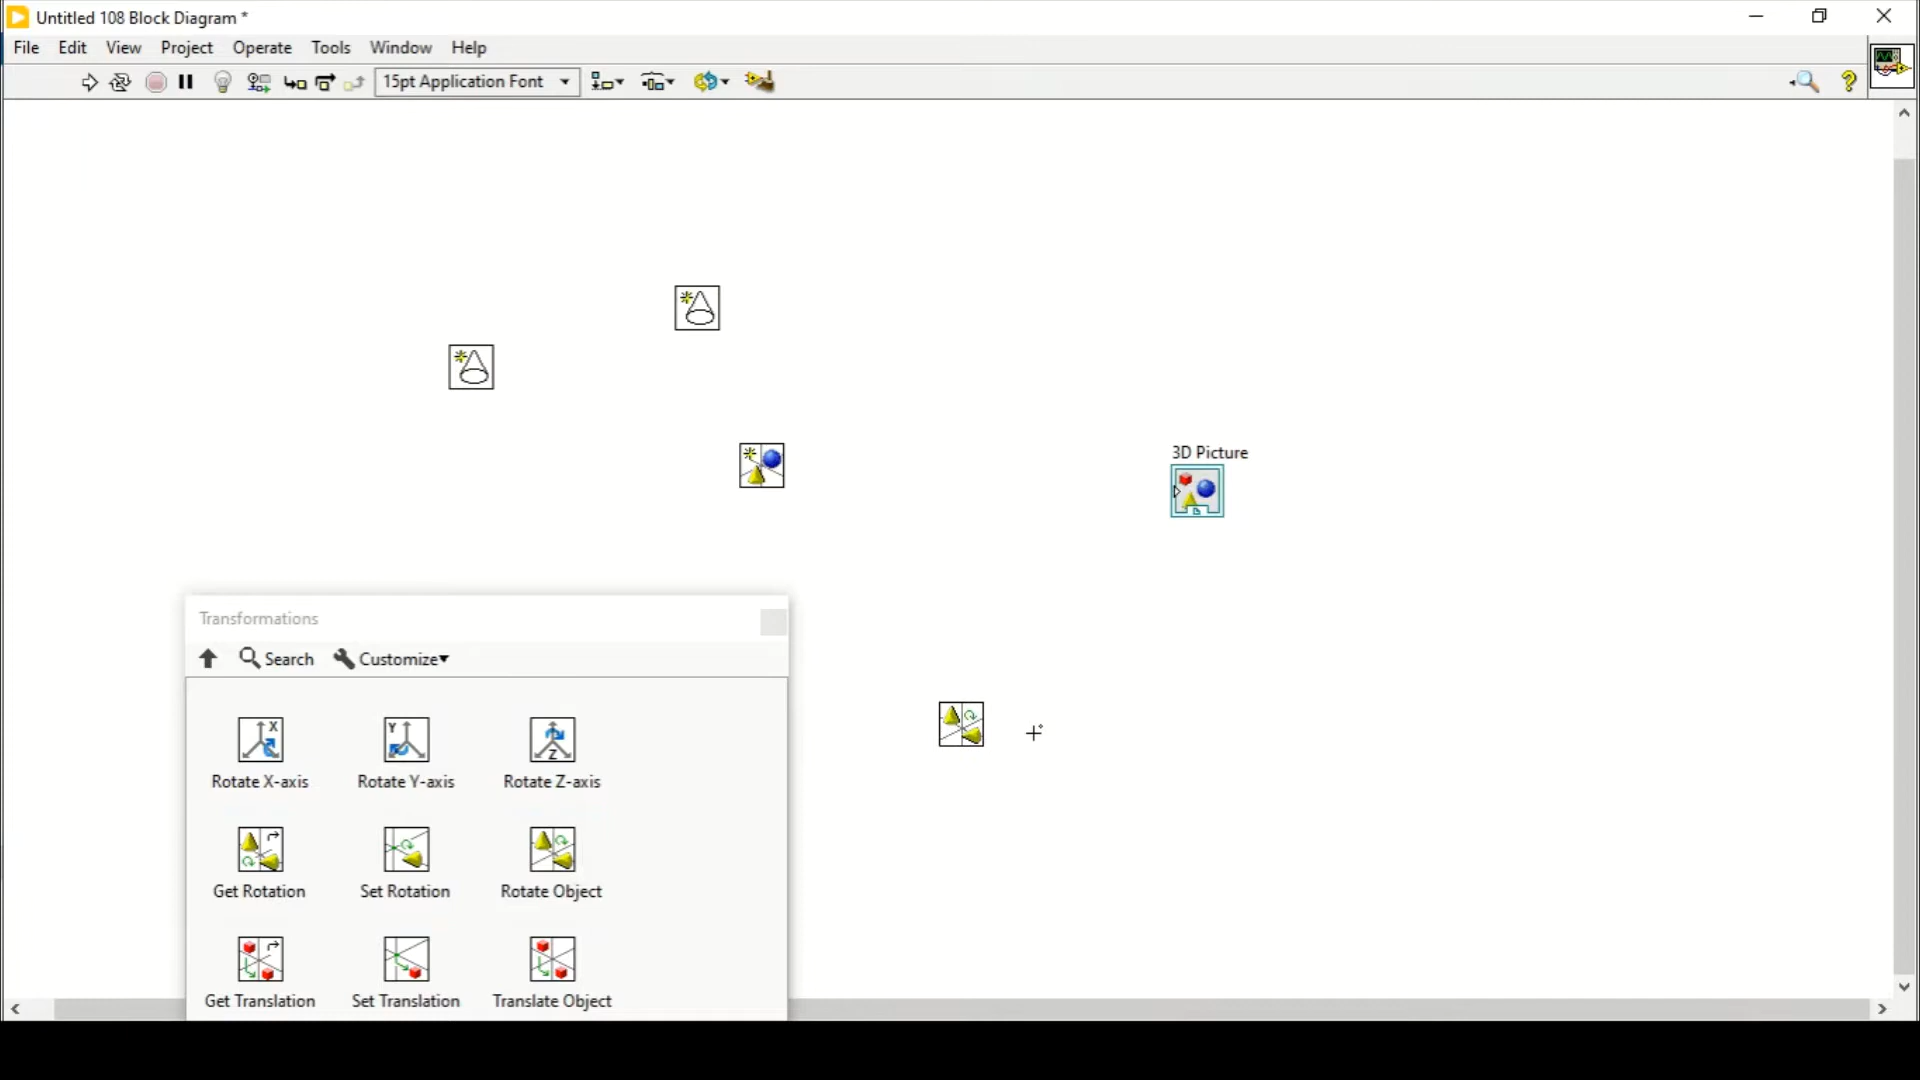 Untitled 108 Block Diagram *
File Edit View Project Operate Tools Window Help
15pt Application Font
3D Picture
Transformations
Search Customize
Rotate X-axis Rotate Y-axis Rotate Z-axis
Get Rotation Set Rotation Rotate Object
Get Translation Set Translation Translate Object